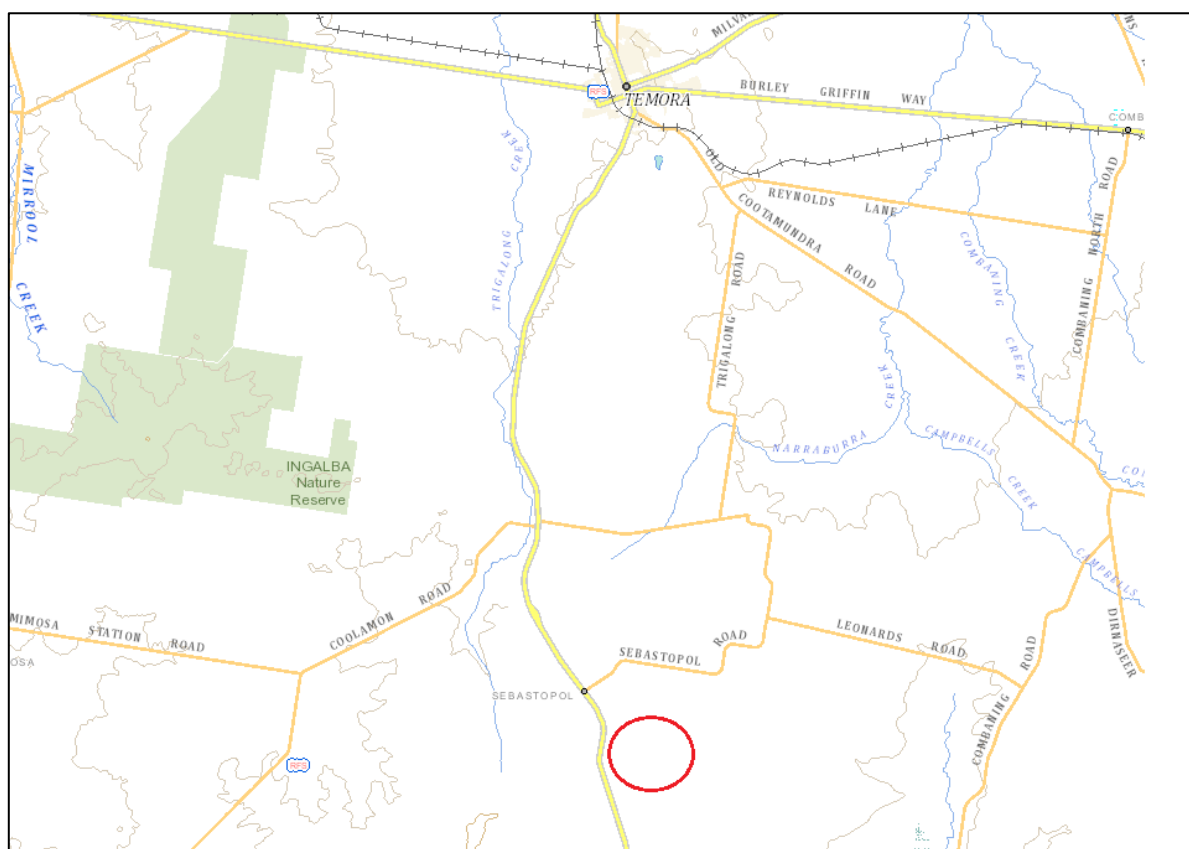 MILVA
RFS
TEMORA
BURLEY GRIFFIN WAY
COMB
NS
MIRROOL
CREEK
TRIGALONG
CREEK
OLD
COOTAMUNDRA
ROAD
REYNOLDS LANE
COMBANING NORTH ROAD
COMBANING
CREEK
TRIGALONG ROAD
NARRABURRA
CREEK
CAMPBELLS
CREEK
CAMPBELLS
INGALBA
Nature
Reserve
COOLAMON ROAD
MIMOSA STATION ROAD
OSA
SEBASTOPOL ROAD
LEONARDS ROAD
DIRNASEER
SEBASTOPOL
COMBANING ROAD
RFS